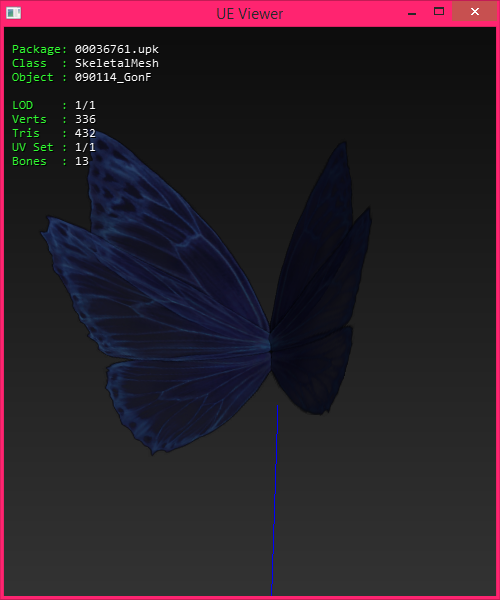 UE Viewer
Package: 00036761.upk
Class  : SkeletalMesh
Object : 090114_GonF
LOD    : 1/1
Verts  : 336
Tris   : 432
UV Set : 1/1
Bones  : 13